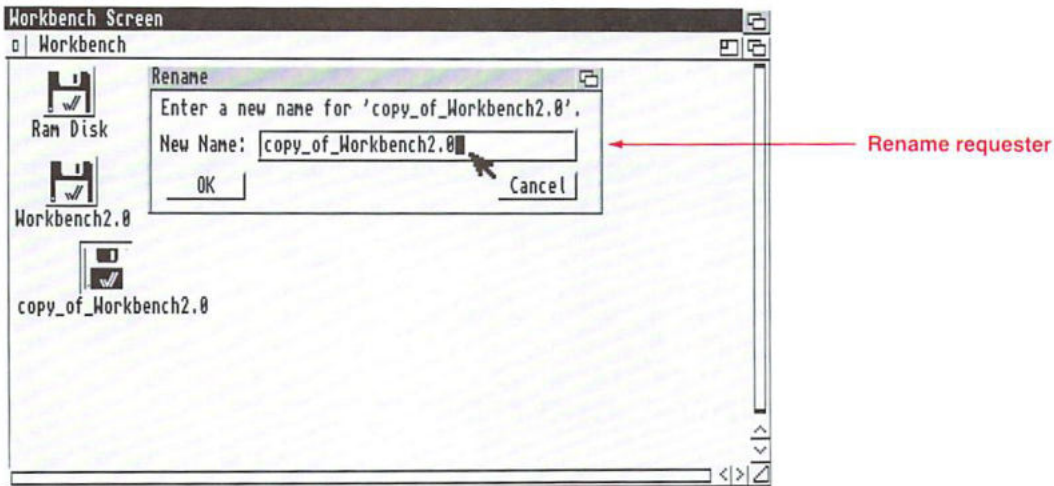 Workbench Screen
Workbench
Rename
Enter a new name for 'copy_of_Workbench2.0'.
New Name: copy_of_Workbench2.0
OK Cancel
Rename requester
Ram Disk
Workbench2.0
copy_of_Workbench2.0